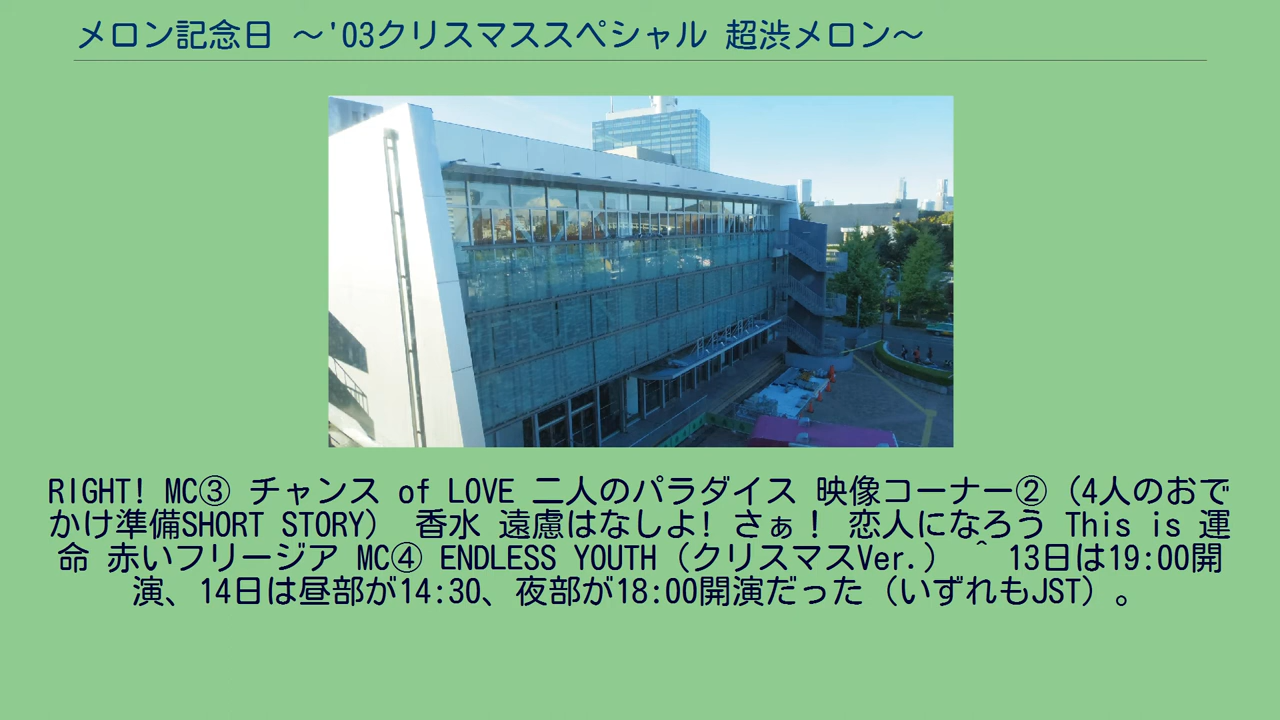 メロン記念日 〜'03クリスマススペシャル 超渋メロン〜
RIGHT! MC③ チャンス of LOVE 二人のパラダイス 映像コーナー②（4人のおで
かけ準備SHORT STORY） 香水 遠慮はなしよ! さぁ！ 恋人になろう This is 運
命 赤いフリージア MC④ ENDLESS YOUTH（クリスマスVer.） ^ 13日は19:00開
演、14日は昼部が14:30、夜部が18:00開演だった（いずれもJST）。